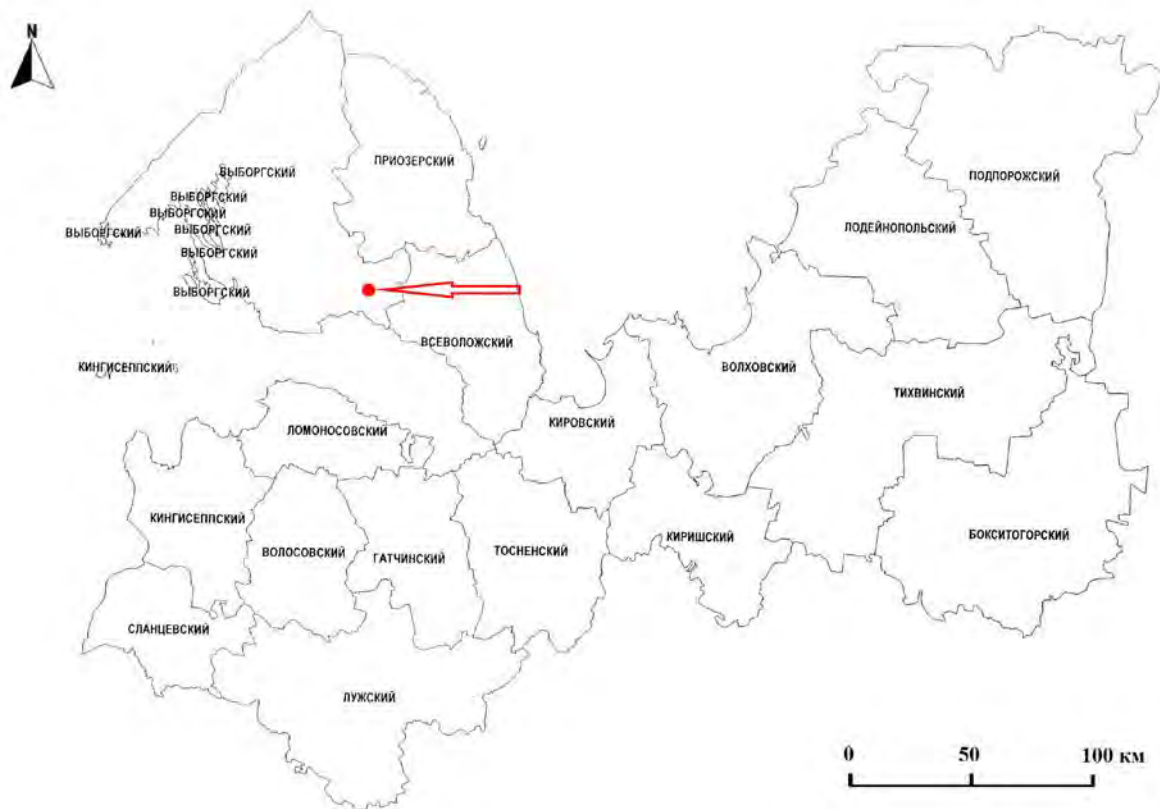 N
ПРИОЗЕРСКИЙ
ВЫБОРГСКИЙ
ПОДПОРОЖСКИЙ
ВЫБОРГСКИЙ
ВЫБОРГСКИЙ
ВЫБОРГСКИЙ
ВЫБОРГСКИЙ
ЛОДЕЙНОПОЛЬСКИЙ
ВЫБОРГСКИЙ
ВЫБОРГСКИЙ
ВСЕВОЛОЖСКИЙ
КИНГИСЕППСКИЙ
ВОЛХОВСКИЙ
ТИХВИНСКИЙ
КИРОВСКИЙ
ЛОМОНОСОВСКИЙ
КИНГИСЕППСКИЙ
БОКСИТОГОРСКИЙ
КИРИШСКИЙ
ВОЛОСОВСКИЙ
ГАТЧИНСКИЙ
ТОСНЕНСКИЙ
СЛАНЦЕВСКИЙ
ЛУЖСКИЙ
0 50 100 км